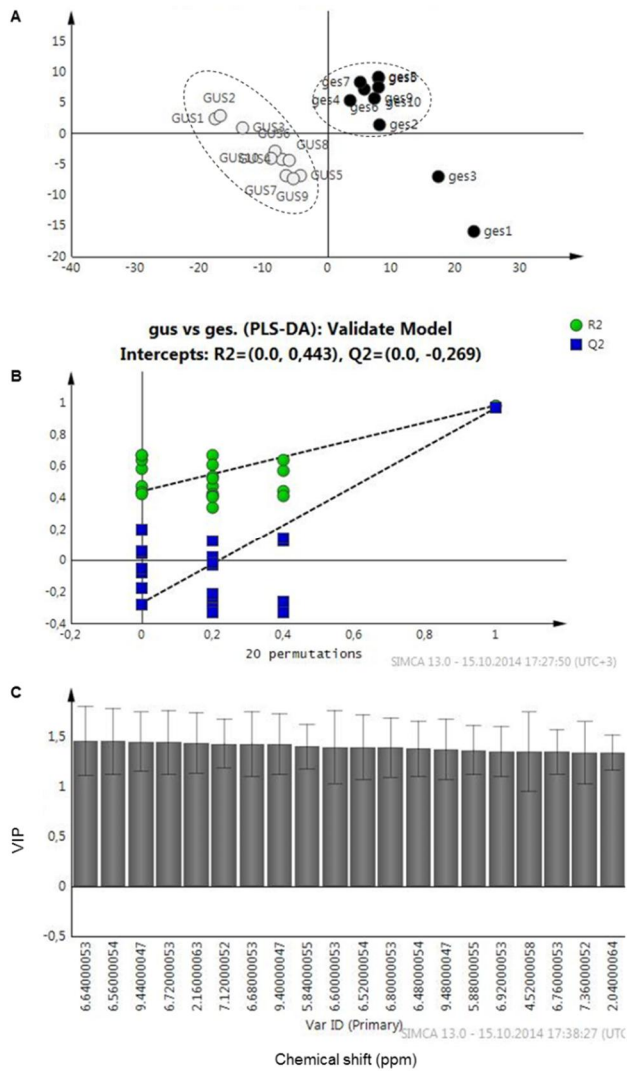 A
15
10
5
0
-5
-10
-15
-20
-40 -30 -20 -10 0 10 20 30
GUS2
GUS1
GUS3
GUS8
GUS5
GUS7
GUS9
ges7
ges9
ges4
ges6
ges10
ges2
ges3
ges1
gus vs ges. (PLS-DA): Validate Model
Intercepts: R2=(0.0, 0,443), Q2=(0.0, -0,269)
R2
Q2
B
1
0,8
0,6
0,4
0,2
0
-0,2
-0,4
-0,2 0 0,2 0,4 0,6 0,8 1
20 permutations
SIMCA 13.0 - 15.10.2014 17:27:50 (UTC+3)
C
1,5
1
0,5
0
-0,5
VIP
6.64000053
6.56000054
9.44000047
6.72000053
2.16000063
7.12000052
6.68000053
9.40000047
5.84000055
6.60000053
6.52000054
6.80000053
6.48000054
9.48000047
5.88000055
6.92000053
4.52000058
6.76000053
7.36000052
2.04000064
Var ID (Primary)
SIMCA 13.0 - 15.10.2014 17:38:27 (UTC
Chemical shift (ppm)